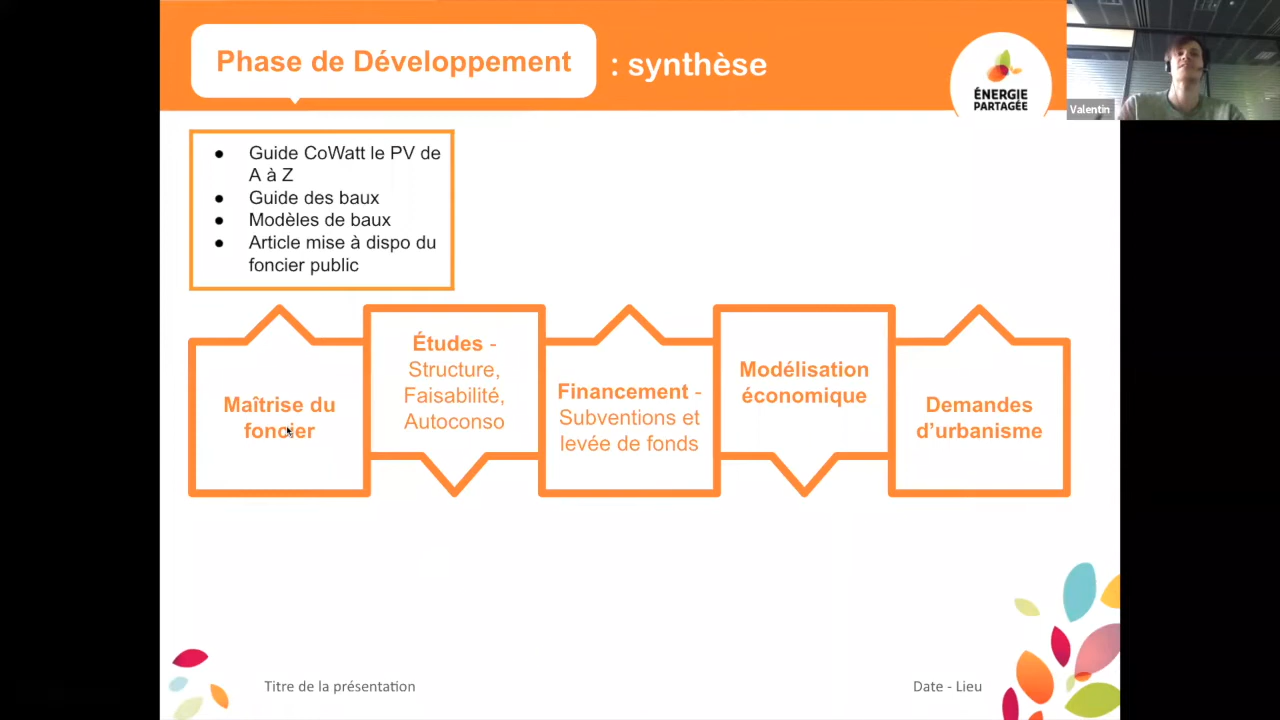 Phase de Développement : synthèse
ÉNERGIE
PARTAGÉE
Valentin
● Guide CoWatt le PV de
A à Z
● Guide des baux
● Modèles de baux
● Article mise à dispo du
foncier public
Maîtrise du
foncier
Études -
Structure,
Faisabilité,
Autoconso
Financement -
Subventions et
levée de fonds
Modélisation
économique
Demandes
d’urbanisme
Titre de la présentation
Date - Lieu